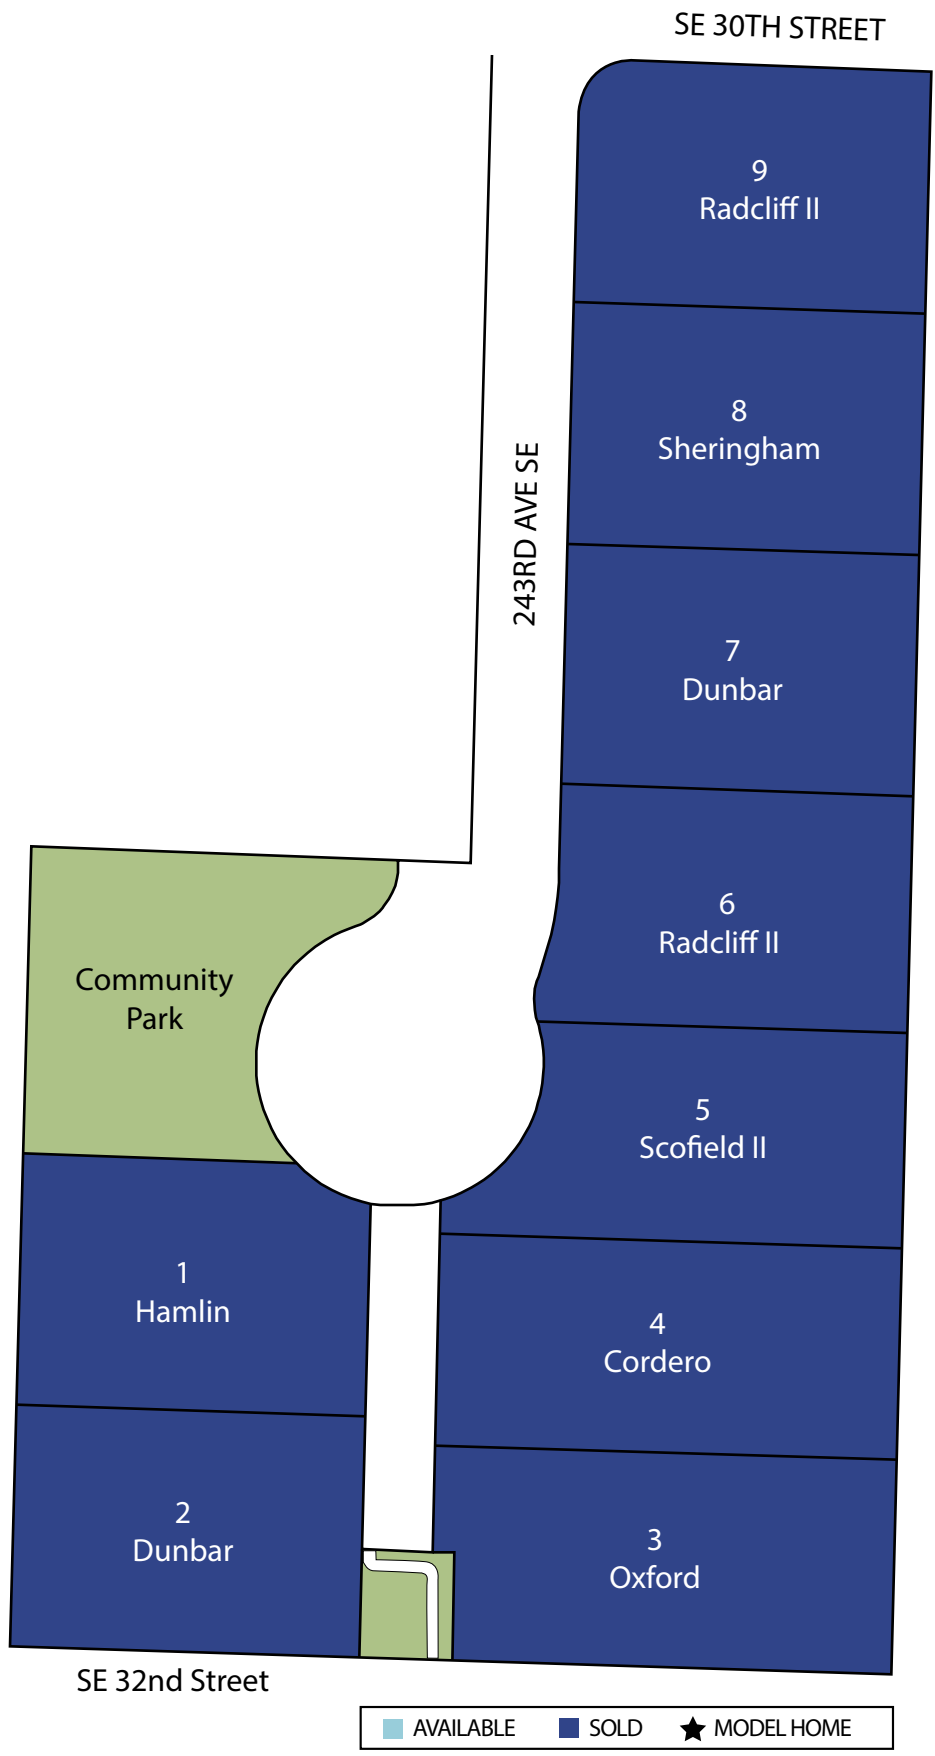 SE 30TH STREET
9
Radcliff II
8
Sheringham
243RD AVE SE
7
Dunbar
6
Radcliff II
Community
Park
5
Scofield II
1
Hamlin
4
Cordero
2
Dunbar
3
Oxford
SE 32nd Street
AVAILABLE SOLD MODEL HOME